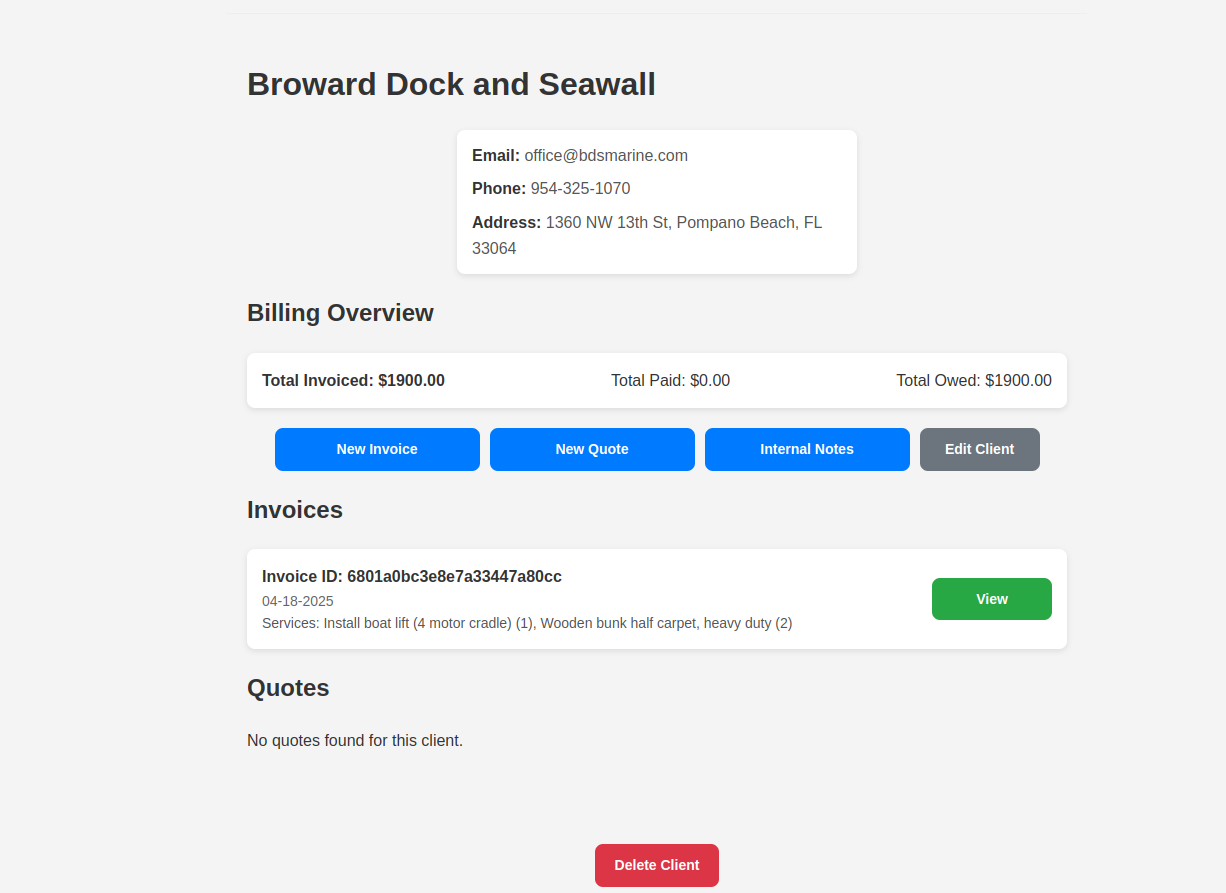 Broward Dock and Seawall
Email: office@bdsmarine.com
Phone: 954-325-1070
Address: 1360 NW 13th St, Pompano Beach, FL
33064
Billing Overview
Total Invoiced: $1900.00 Total Paid: $0.00 Total Owed: $1900.00
New Invoice New Quote Internal Notes Edit Client
Invoices
Invoice ID: 6801a0bc3e8e7a33447a80cc
04-18-2025
View
Services: Install boat lift (4 motor cradle) (1), Wooden bunk half carpet, heavy duty (2)
Quotes
No quotes found for this client.
Delete Client